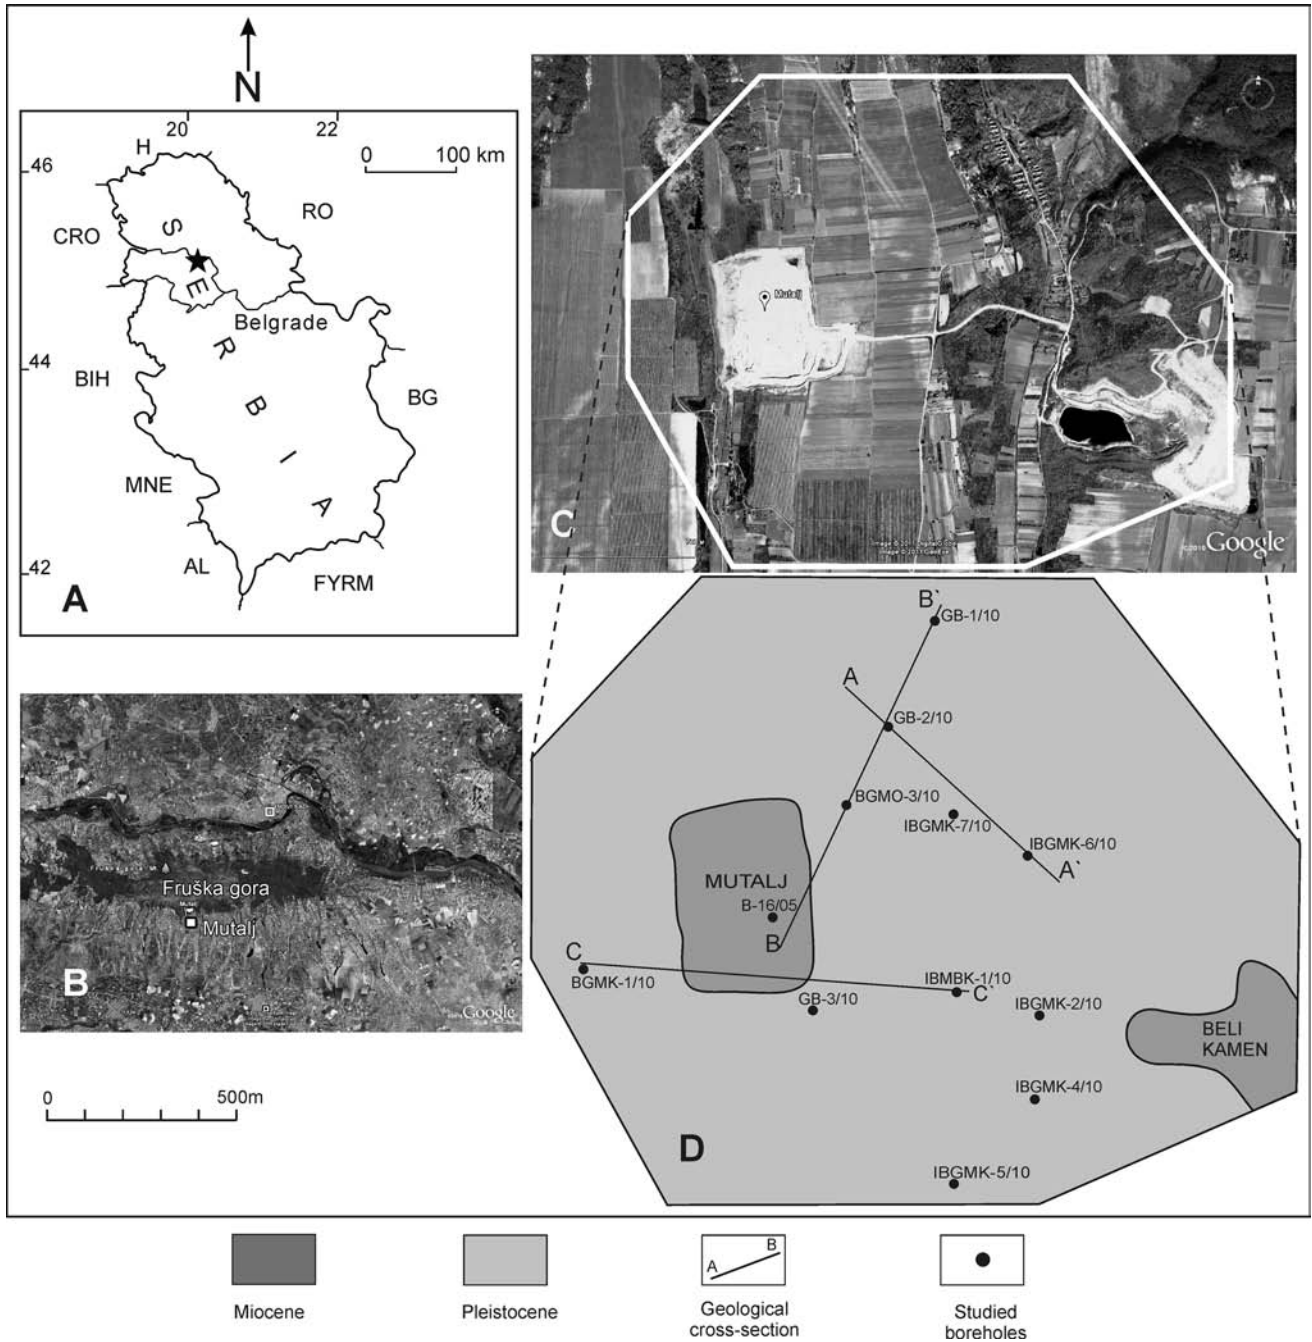 N
20
22
46
44
42
0
100 km
H
RO
CRO
S
E
R
B
I
A
Belgrade
BIH
BG
MNE
AL
FYRM
A
Mutalj
C
Google
Fruška gora
Mutalj
B
Google
0
500m
B`
GB-1/10
A
GB-2/10
BGMO-3/10
IBGMK-7/10
IBGMK-6/10
A`
MUTALJ
B-16/05
B
C
BGMK-1/10
IBMBK-1/10
C`
GB-3/10
IBGMK-2/10
BELI
KAMEN
IBGMK-4/10
D
IBGMK-5/10
Miocene
Pleistocene
A
B
Geological
cross-section
Studied
boreholes